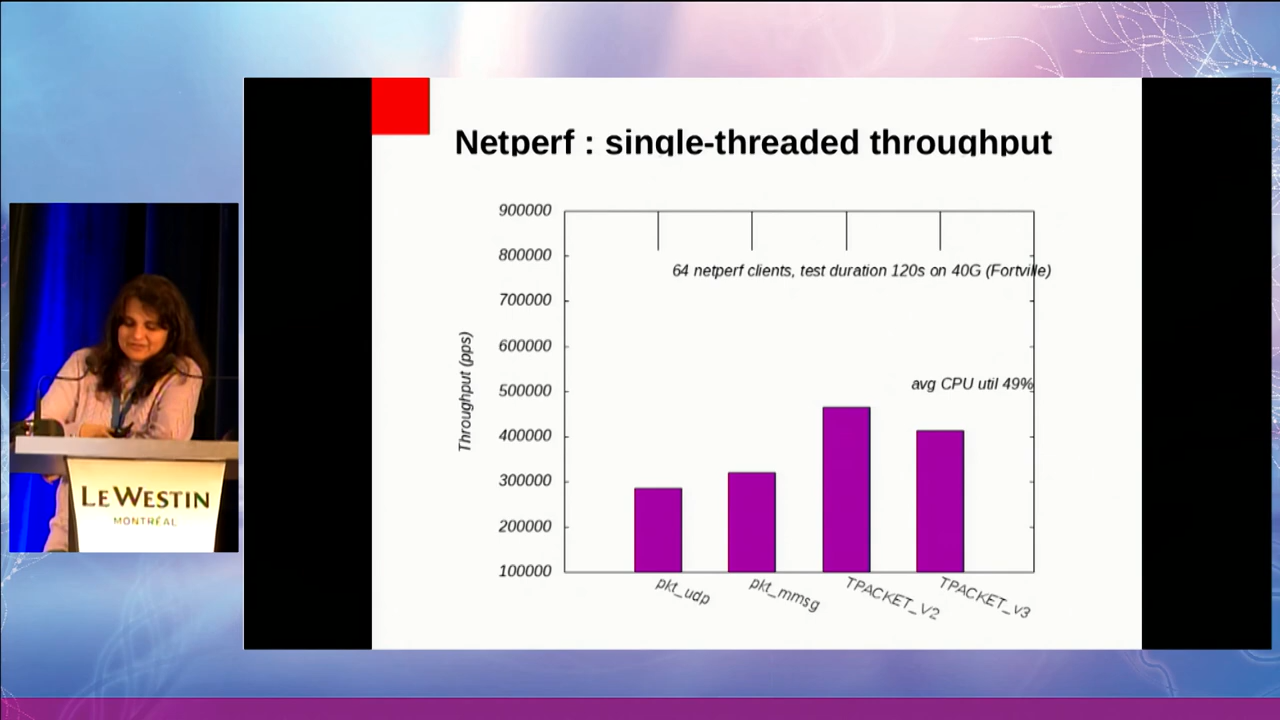 Netperf : single-threaded throughput
900000
800000
700000
600000
500000
400000
300000
200000
100000
Throughput (pps)
64 netperf clients, test duration 120s on 40G (Fortville)
avg CPU util 49%
pkt_udp
pkt_mmsg
TPACKET_V2
TPACKET_v3
LE WESTIN
MONTRÉAL